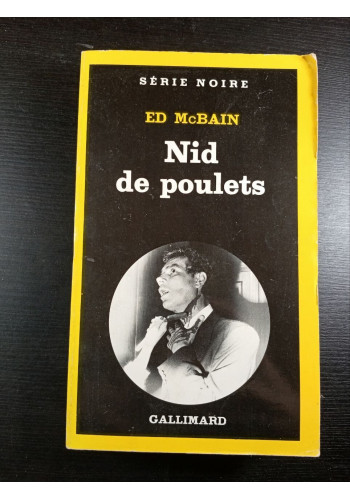 SÉRIE NOIRE
ED McBAIN
Nid
de poulets
GALLIMARD